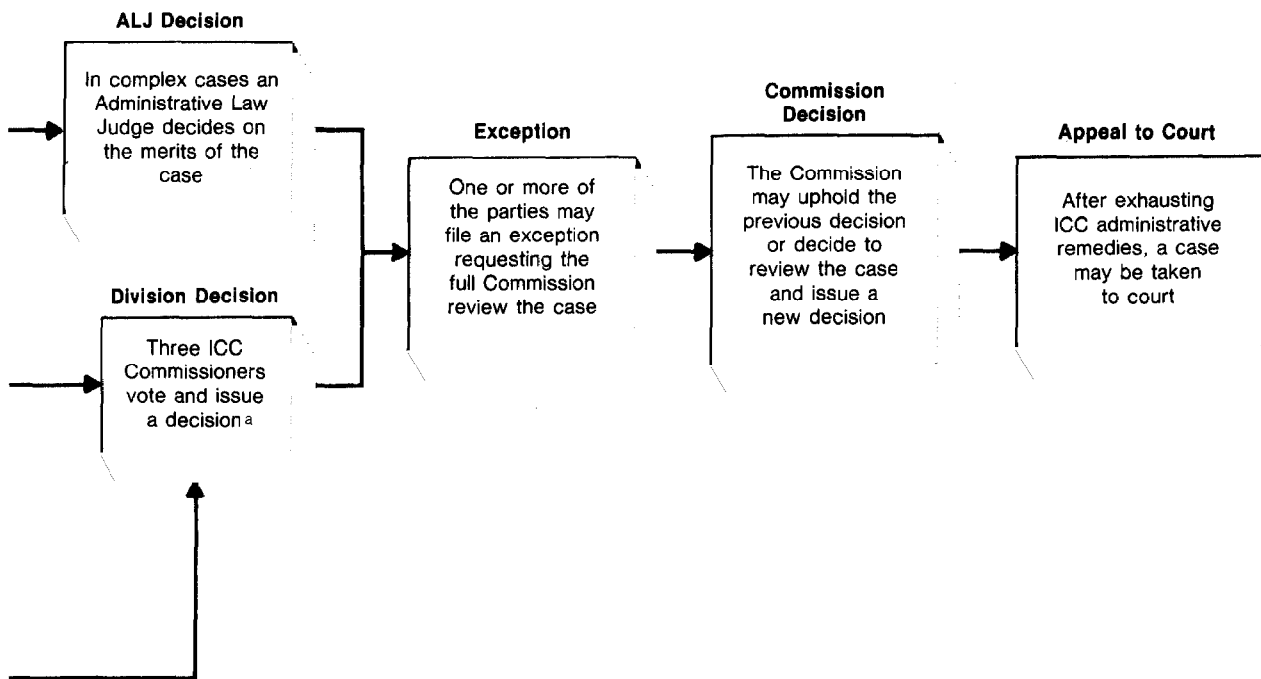 ALJ Decision
In complex cases an
Administrative Law
Judge decides on
the merits of the
case
Division Decision
Three ICC
Commissioners
vote and issue
a decision a
Exception
One or more of
the parties may
file an exception
requesting the
full Commission
review the case
Commission
Decision
The Commission
may uphold the
previous decision
or decide to
review the case
and issue a
new decision
Appeal to Court
After exhausting
ICC administrative
remedies, a case
may be taken
to court